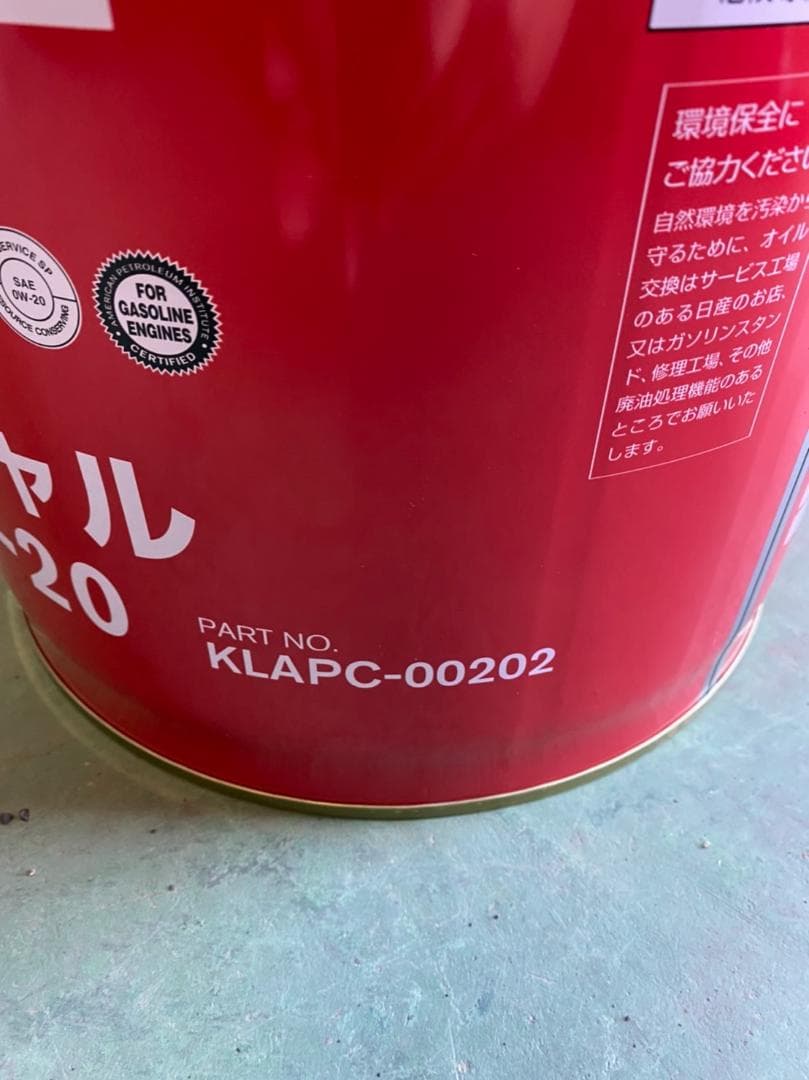 SERVICE SP
SAE
0W-20
RESOURCE CONSERVING
AMERICAN PETROLEUM INSTITUTE
FOR
GASOLINE
ENGINES
CERTIFIED
ャル
-20
PART NO.
KLAPC-00202
環境保全に
ご協力ください
自然環境を汚染から
守るために、オイル
交換はサービス工場
のある日産のお店、
又はガソリンスタン
ド、修理工場、その他
廃油処理機能のある
ところでお願いいた
します。